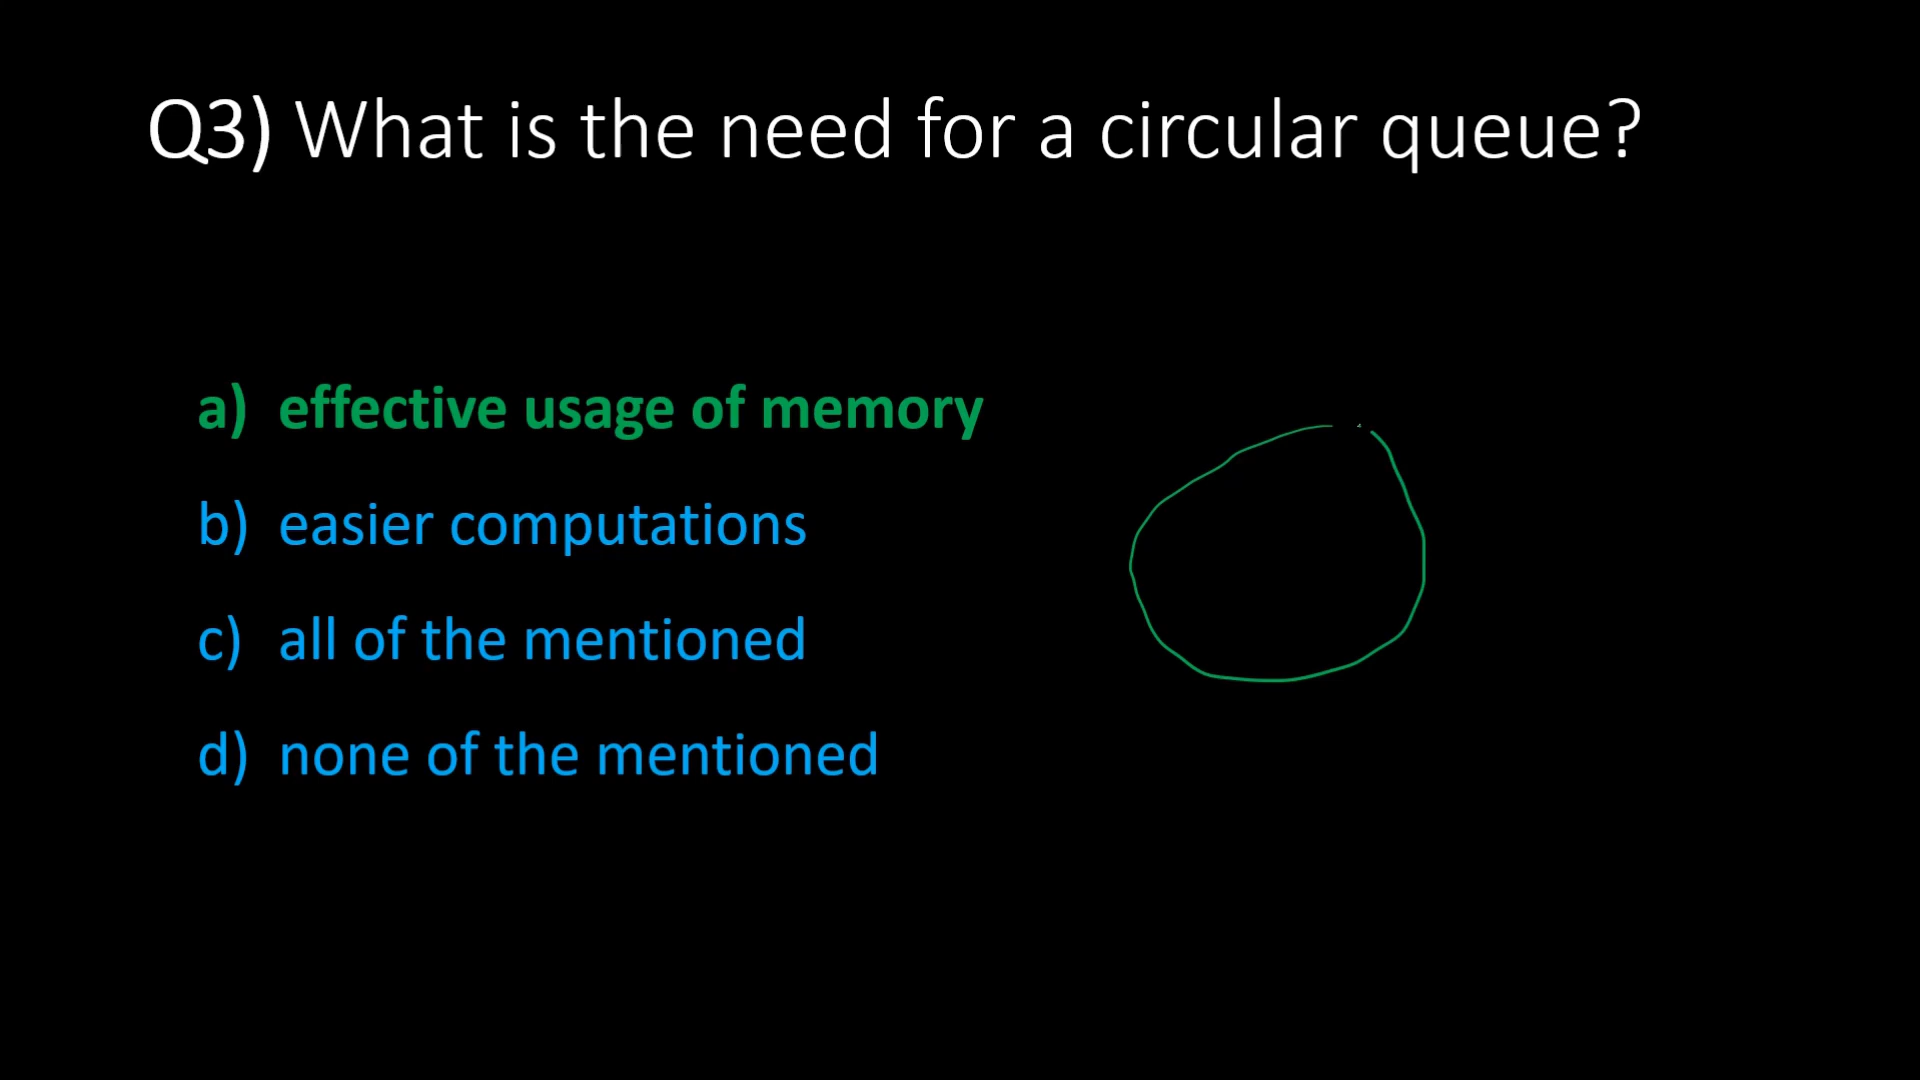 Q3) What is the need for a circular queue?
a) effective usage of memory
b) easier computations
c) all of the mentioned
d) none of the mentioned